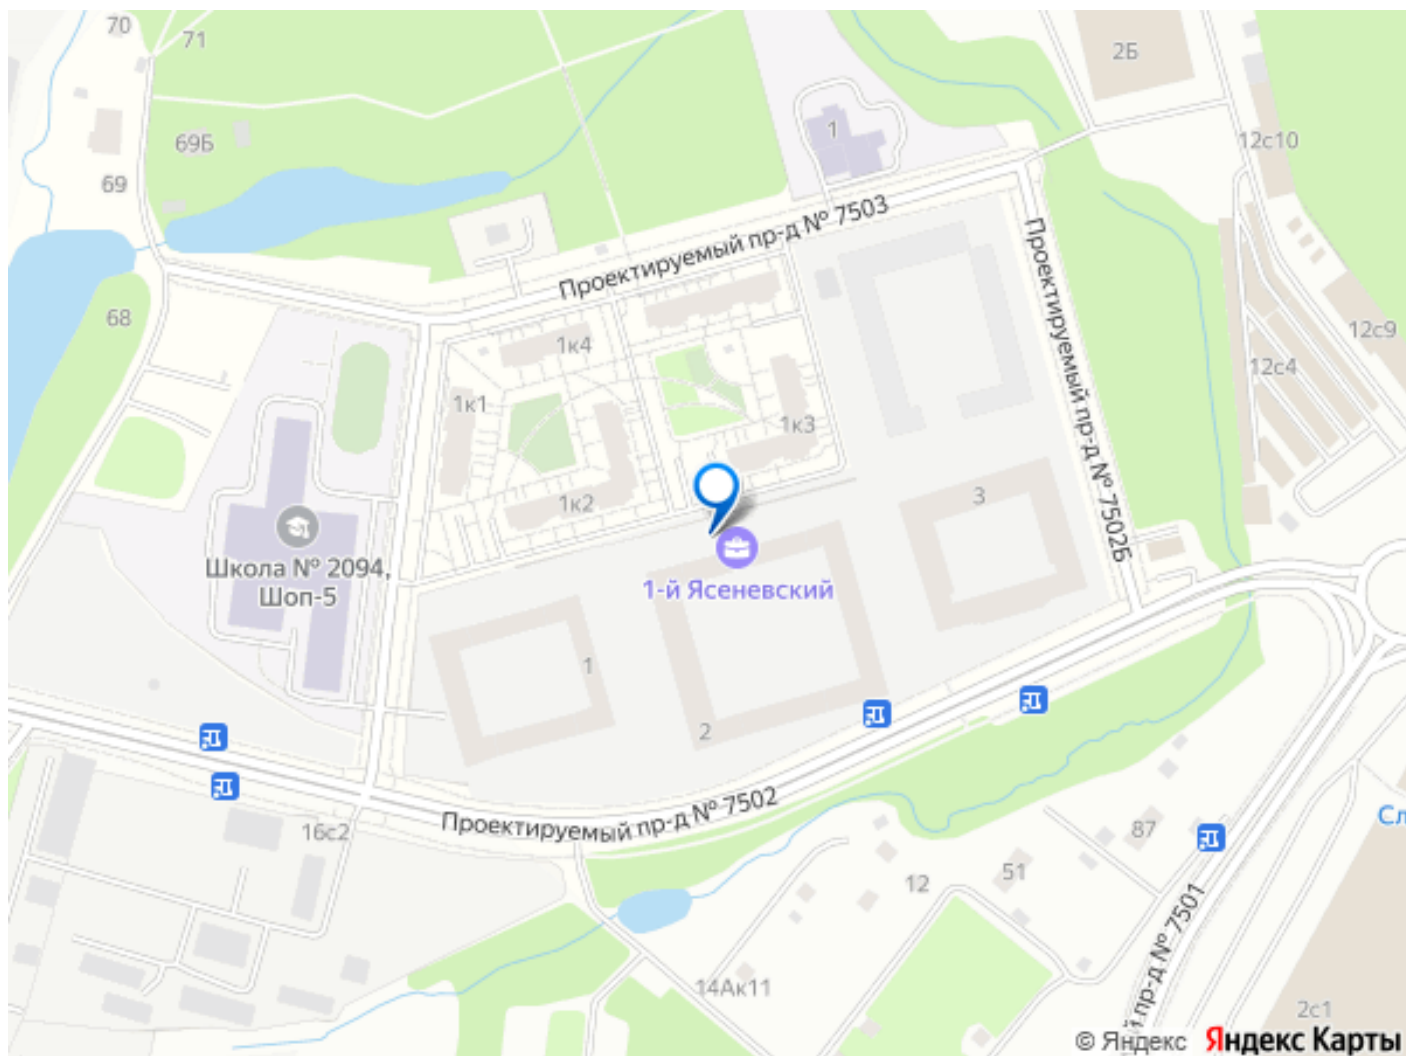 70
71
2Б
69Б
1
12с10
69
Проектируемый пр-д № 7503
Проектируемый пр-д № 7502Б
68
1к4
12с9
12с4
1к1
1к3
1к2
3
Школа № 2094,
Шоп-5
1-й Ясеневский
1
2
Проектируемый пр-д № 7502
16с2
87
Сл
51
12
й пр-д № 7501
14Ак11
2с1
© Яндекс Яндекс Карты